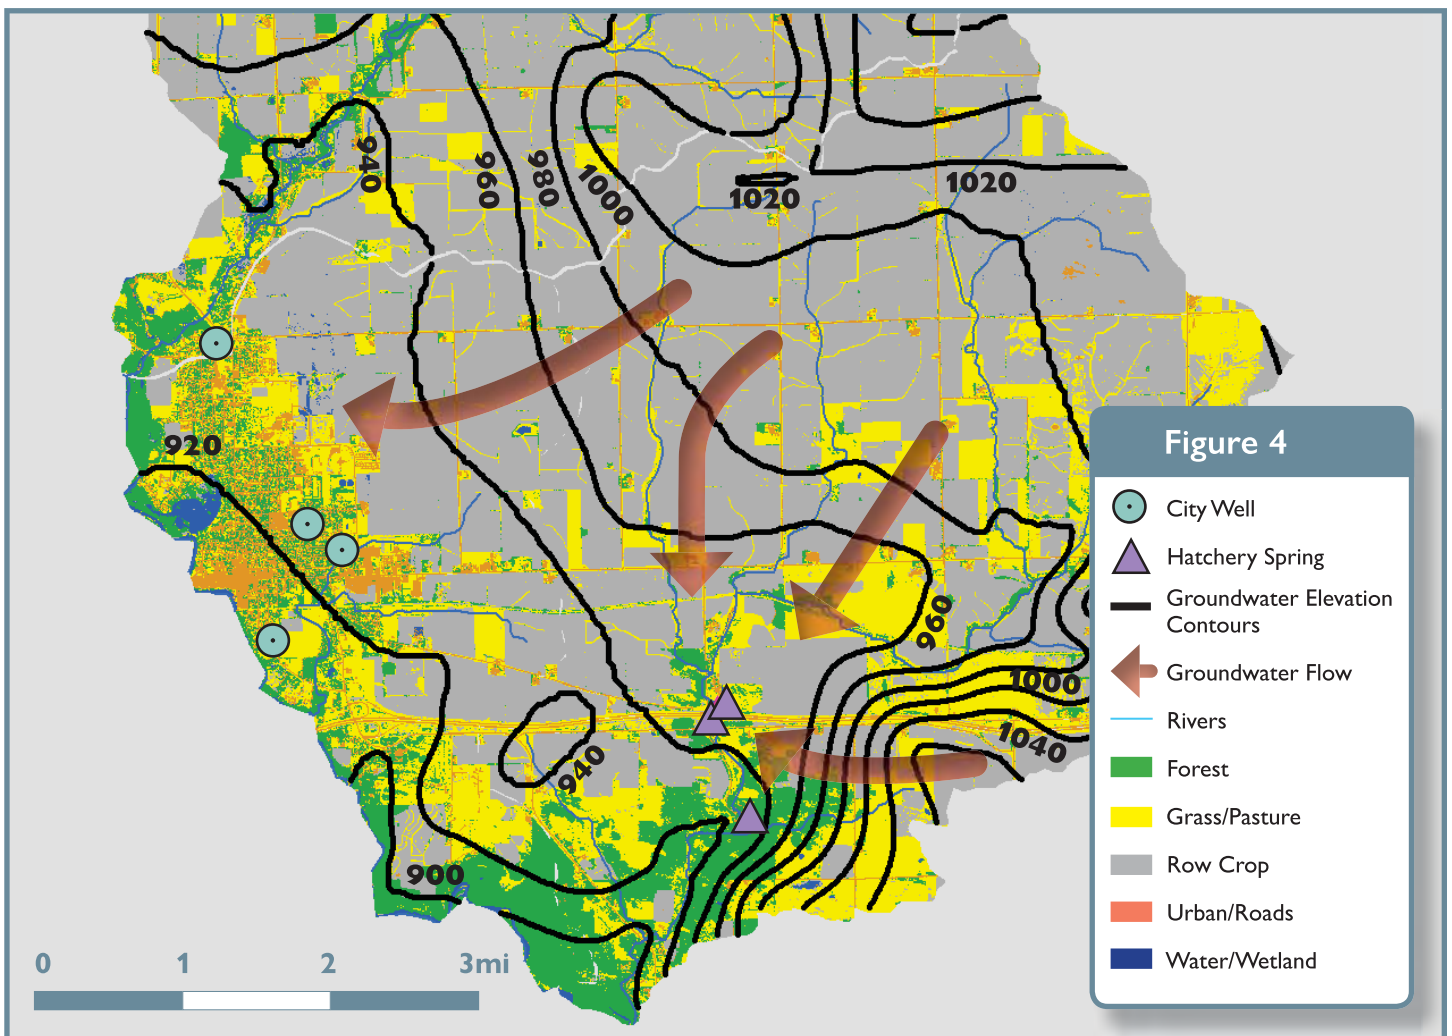 940
960
980
1000
1020
1020
920
960
1000
1040
940
900
0 1 2 3mi
Figure 4
City Well
Hatchery Spring
Groundwater Elevation
Contours
Groundwater Flow
Rivers
Forest
Grass/Pasture
Row Crop
Urban/Roads
Water/Wetland